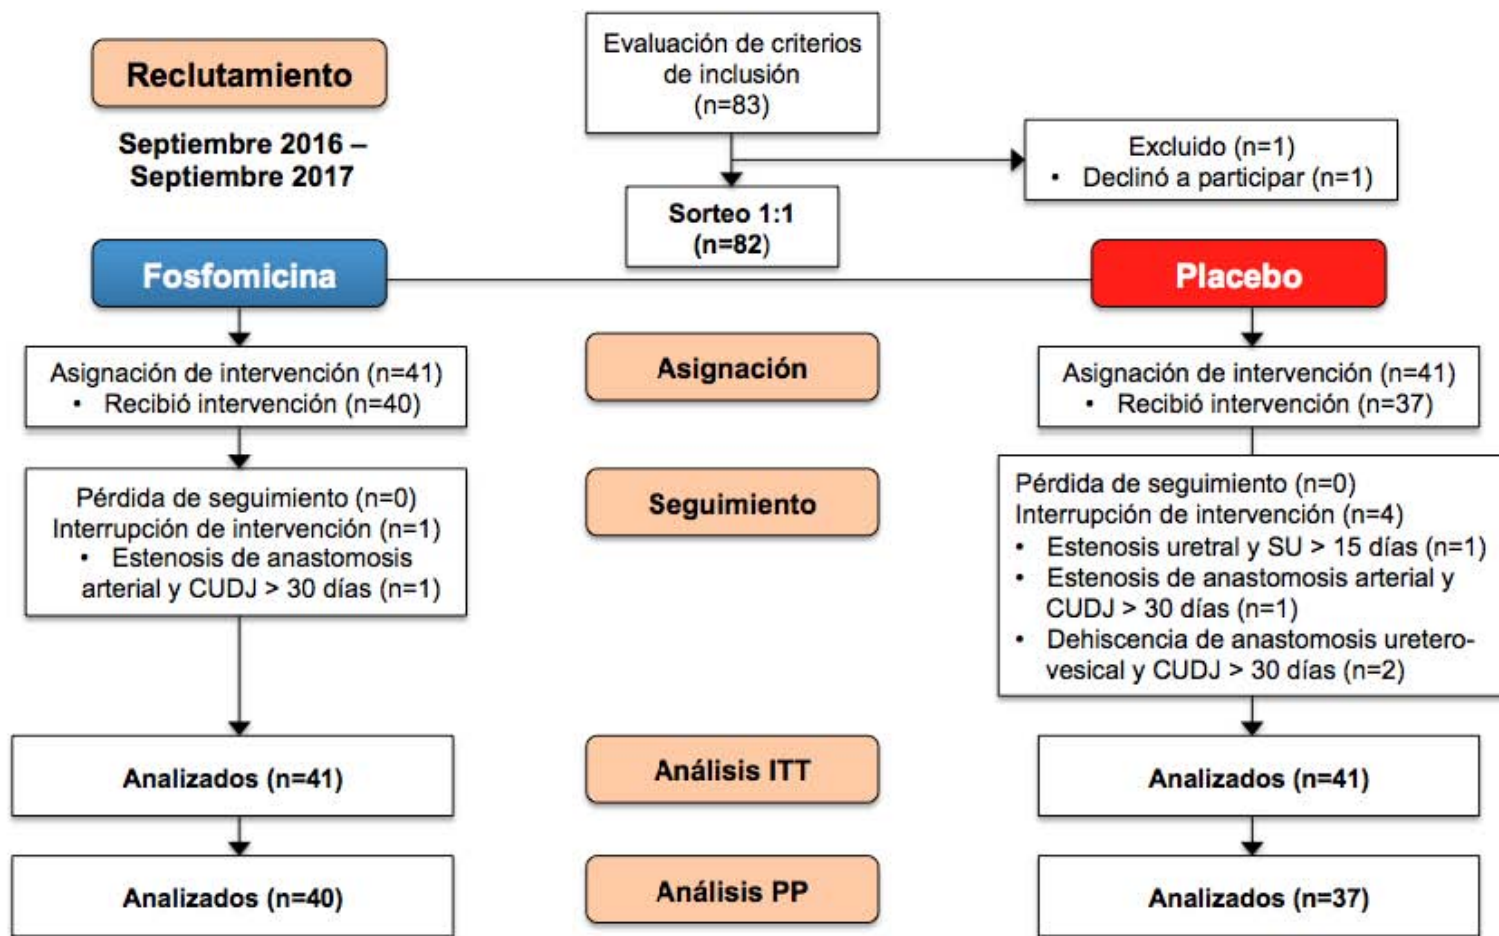 Reclutamiento
Septiembre 2016 –
Septiembre 2017
Evaluación de criterios
de inclusión
(n=83)
Excluido (n=1)
• Declinó a participar (n=1)
Sorteo 1:1
(n=82)
Fosfomicina
Placebo
Asignación de intervención (n=41)
• Recibió intervención (n=40)
Asignación
Asignación de intervención (n=41)
• Recibió intervención (n=37)
Pérdida de seguimiento (n=0)
Interrupción de intervención (n=1)
• Estenosis de anastomosis
arterial y CUDJ > 30 días (n=1)
Seguimiento
Pérdida de seguimiento (n=0)
Interrupción de intervención (n=4)
• Estenosis uretral y SU > 15 días (n=1)
• Estenosis de anastomosis arterial y
CUDJ > 30 días (n=1)
• Dehiscencia de anastomosis uretero-
vesical y CUDJ > 30 días (n=2)
Analizados (n=41)
Análisis ITT
Analizados (n=41)
Analizados (n=40)
Análisis PP
Analizados (n=37)